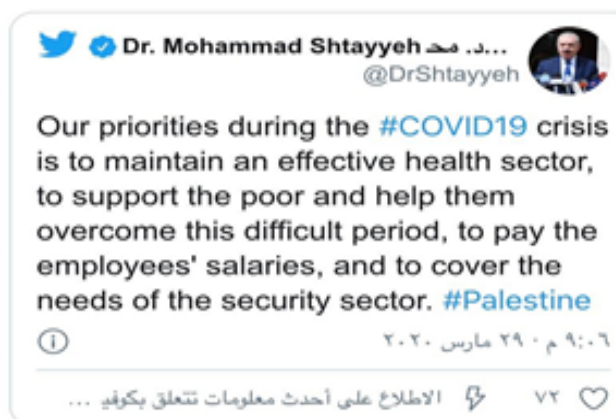 Dr. Mohammad Shtayyeh د. محـ...
@DrShtayyeh
Our priorities during the #COVID19 crisis
is to maintain an effective health sector,
to support the poor and help them
overcome this difficult period, to pay the
employees' salaries, and to cover the
needs of the security sector. #Palestine
٩:٠٦ م · ٢٩ مارس ٢٠٢٠
٧٢ الاطلاع على أحدث معلومات تتعلق بكوفيد ...